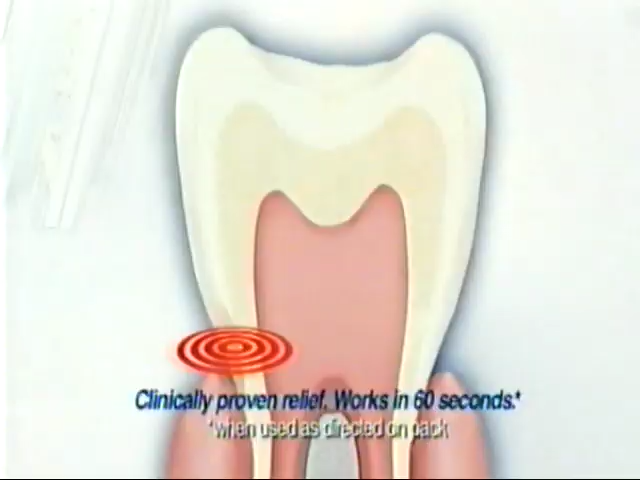 Clinically proven relief. Works in 60 seconds.*
*when used as directed on pack